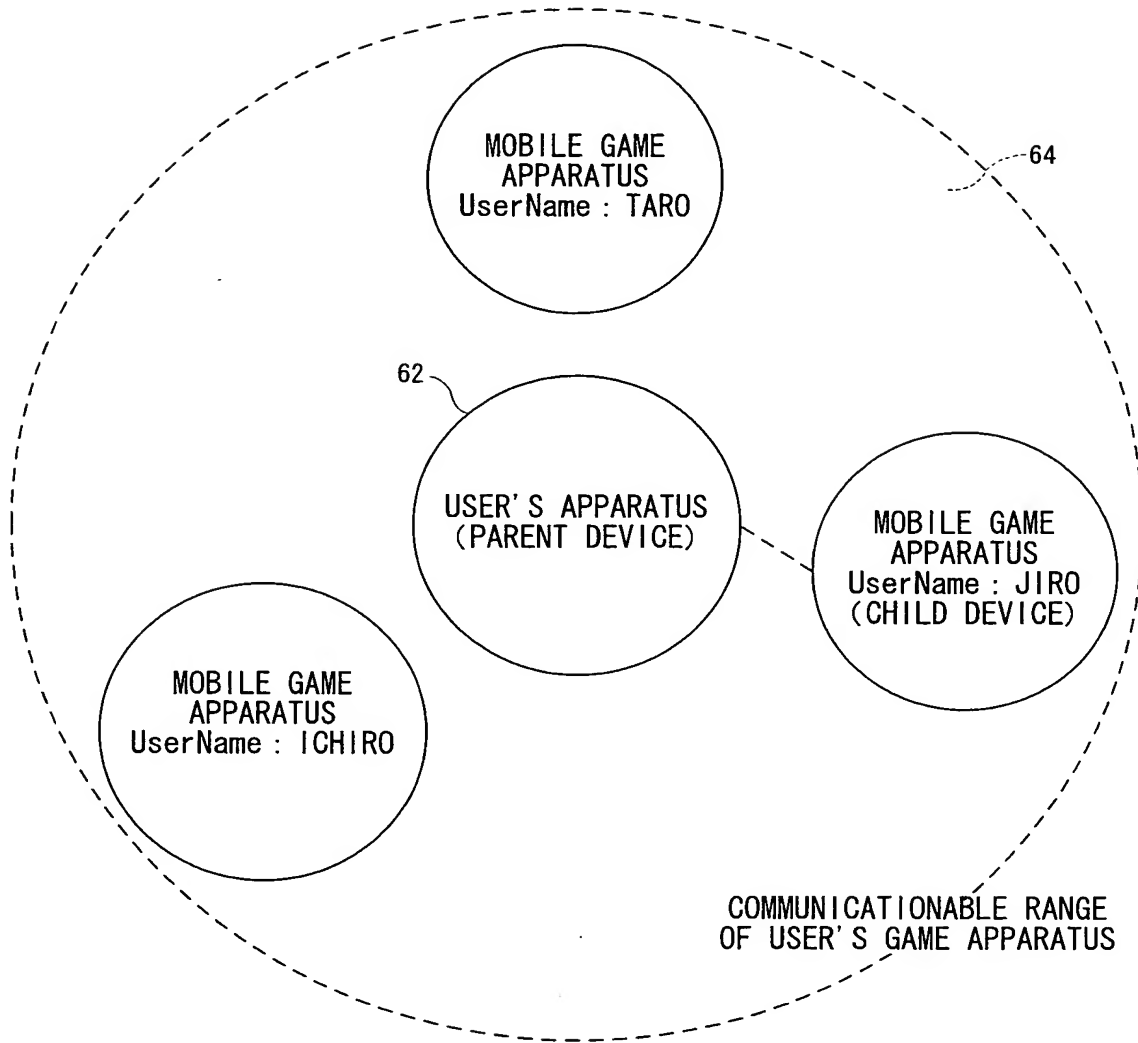 MOBILE GAME
APPARATUS
UserName : TARO
64
62
USER'S APPARATUS
(PARENT DEVICE)
MOBILE GAME
APPARATUS
UserName : JIRO
(CHILD DEVICE)
MOBILE GAME
APPARATUS
UserName : ICHIRO
COMMUNICATIONABLE RANGE
OF USER'S GAME APPARATUS